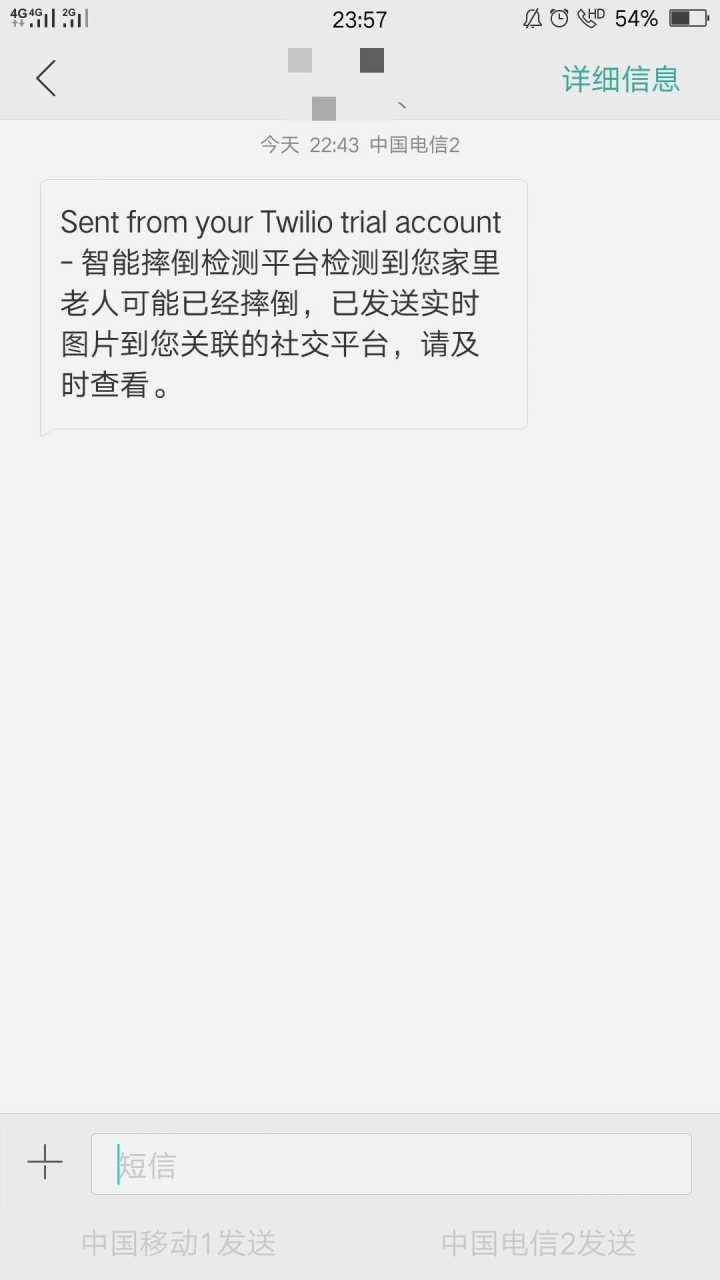 4G 4G 2G 23:57 HD 54%
详细信息
今天 22:43 中国电信2
Sent from your Twilio trial account
- 智能摔倒检测平台检测到您家里
老人可能已经摔倒，已发送实时
图片到您关联的社交平台，请及
时查看。
短信
中国移动1发送 中国电信2发送